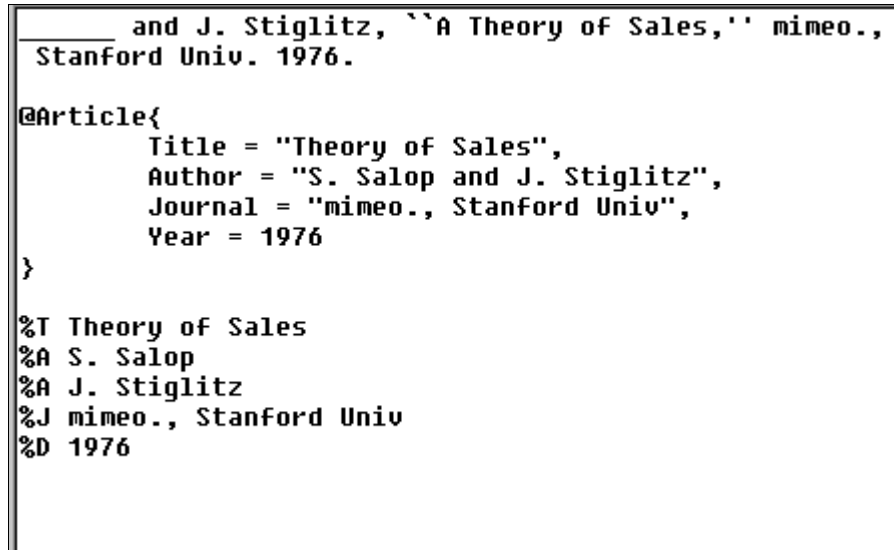 ______ and J. Stiglitz, ``A Theory of Sales,'' mimeo.,
Stanford Univ. 1976.
@Article{
Title = "Theory of Sales",
Author = "S. Salop and J. Stiglitz",
Journal = "mimeo., Stanford Univ",
Year = 1976
}
%T Theory of Sales
%A S. Salop
%A J. Stiglitz
%J mimeo., Stanford Univ
%D 1976